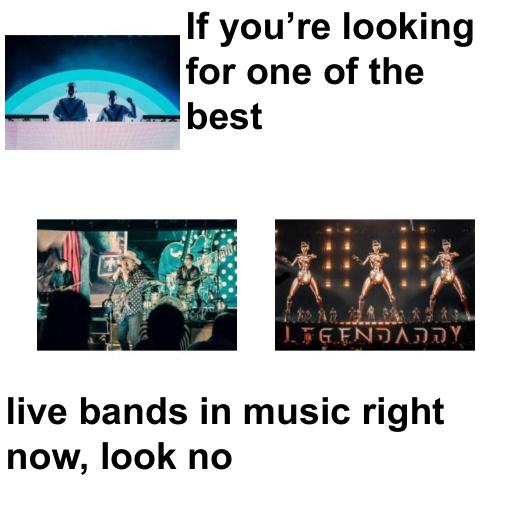 If you’re looking
for one of the
best
LEGENDADDY
live bands in music right
now, look no